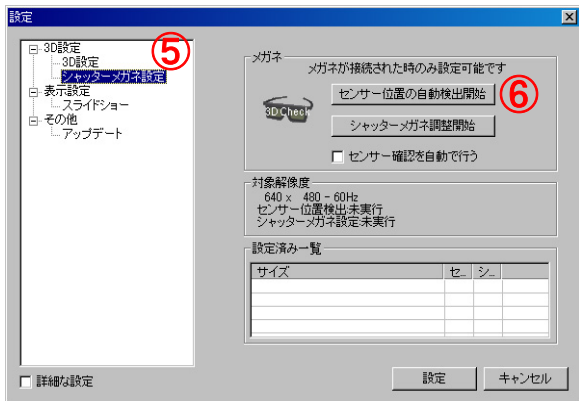 設定
3D設定
3D設定
シャッターメガネ設定
表示設定
スライドショー
その他
アップデート
詳細な設定
⑤
メガネ
メガネが接続された時のみ設定可能です
3D Check
センサー位置の自動検出開始
⑥
シャッターメガネ調整開始
センサー確認を自動で行う
対象解像度
640 x 480 - 60Hz
センサー位置検出:未実行
シャッターメガネ設定:未実行
設定済み一覧
サイズ セ... シ...
設定 キャンセル